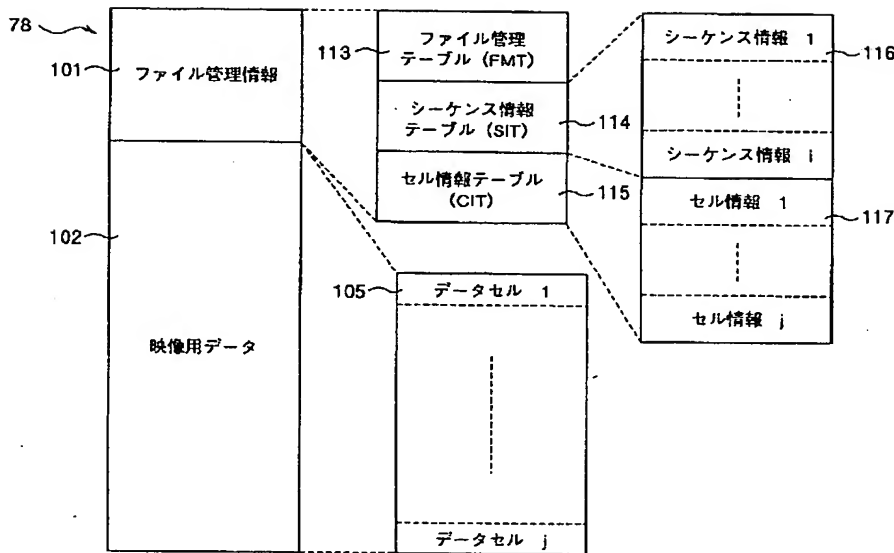 78
101
ファイル管理情報
102
映像用データ
113
ファイル管理
テーブル(FMT)
シーケンス情報
テーブル(SIT)
114
セル情報テーブル
(CIT)
115
シーケンス情報 1
116
シーケンス情報 i
セル情報 1
117
セル情報 j
105
データセル 1
データセル j